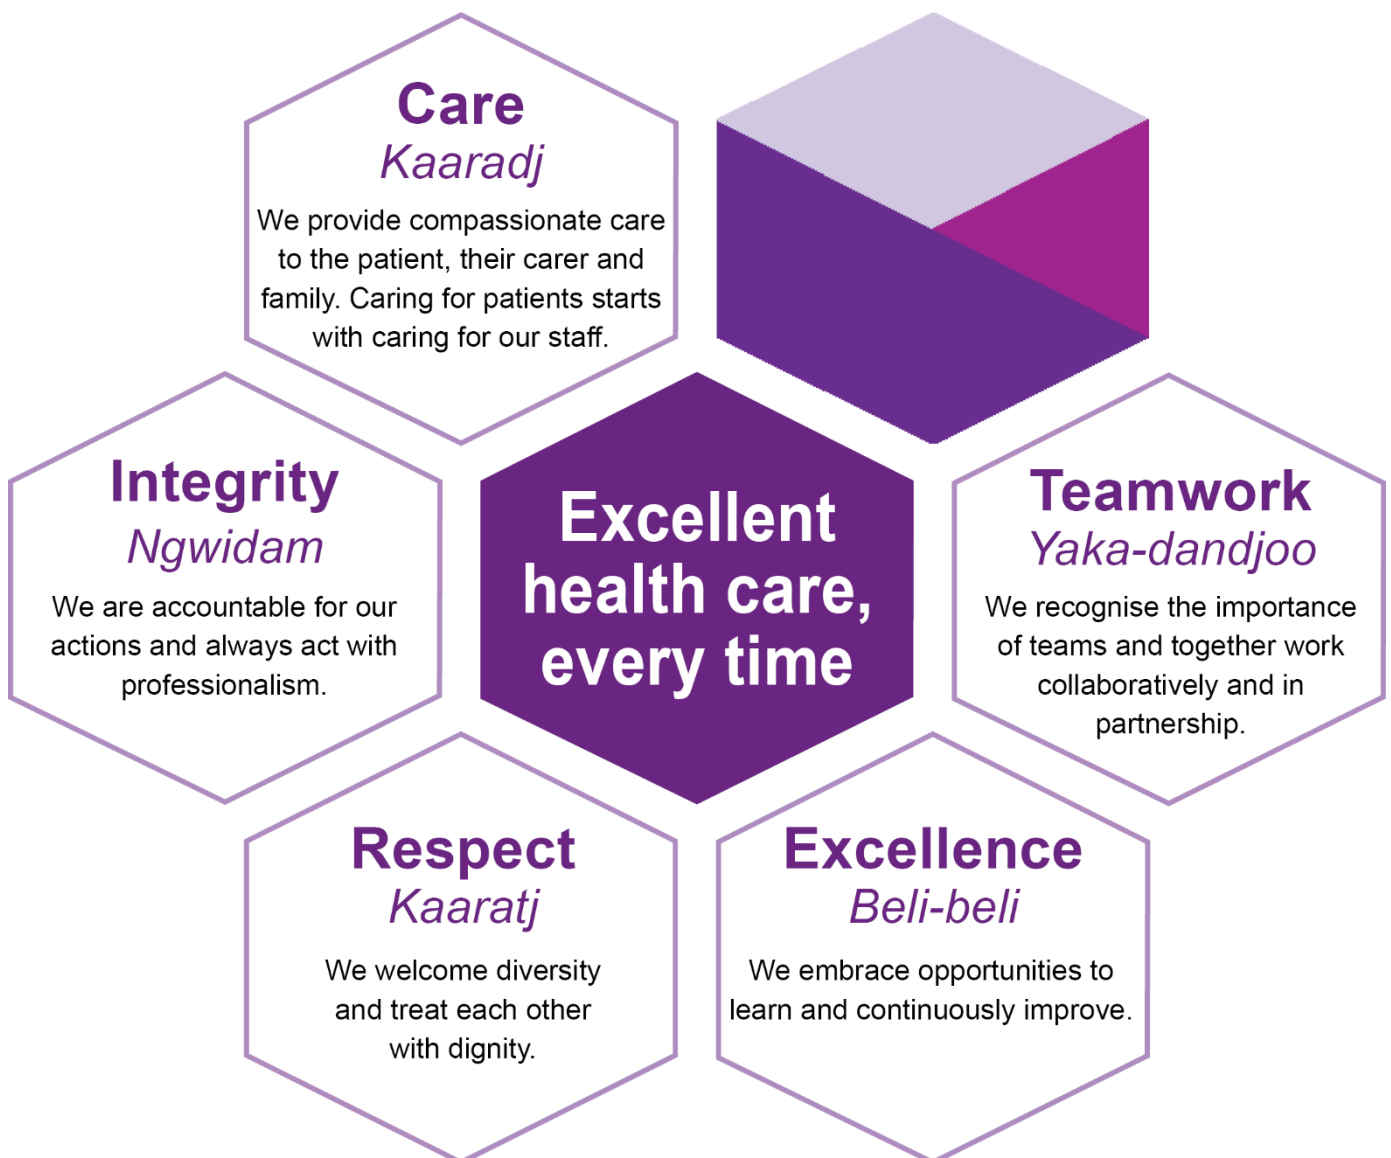 Care
Kaaradj
We provide compassionate care
to the patient, their carer and
family. Caring for patients starts
with caring for our staff.
Integrity
Ngwidam
We are accountable for our
actions and always act with
professionalism.
Excellent
health care,
every time
Teamwork
Yaka-dandjoo
We recognise the importance
of teams and together work
collaboratively and in
partnership.
Respect
Kaaratj
We welcome diversity
and treat each other
with dignity.
Excellence
Beli-beli
We embrace opportunities to
learn and continuously improve.